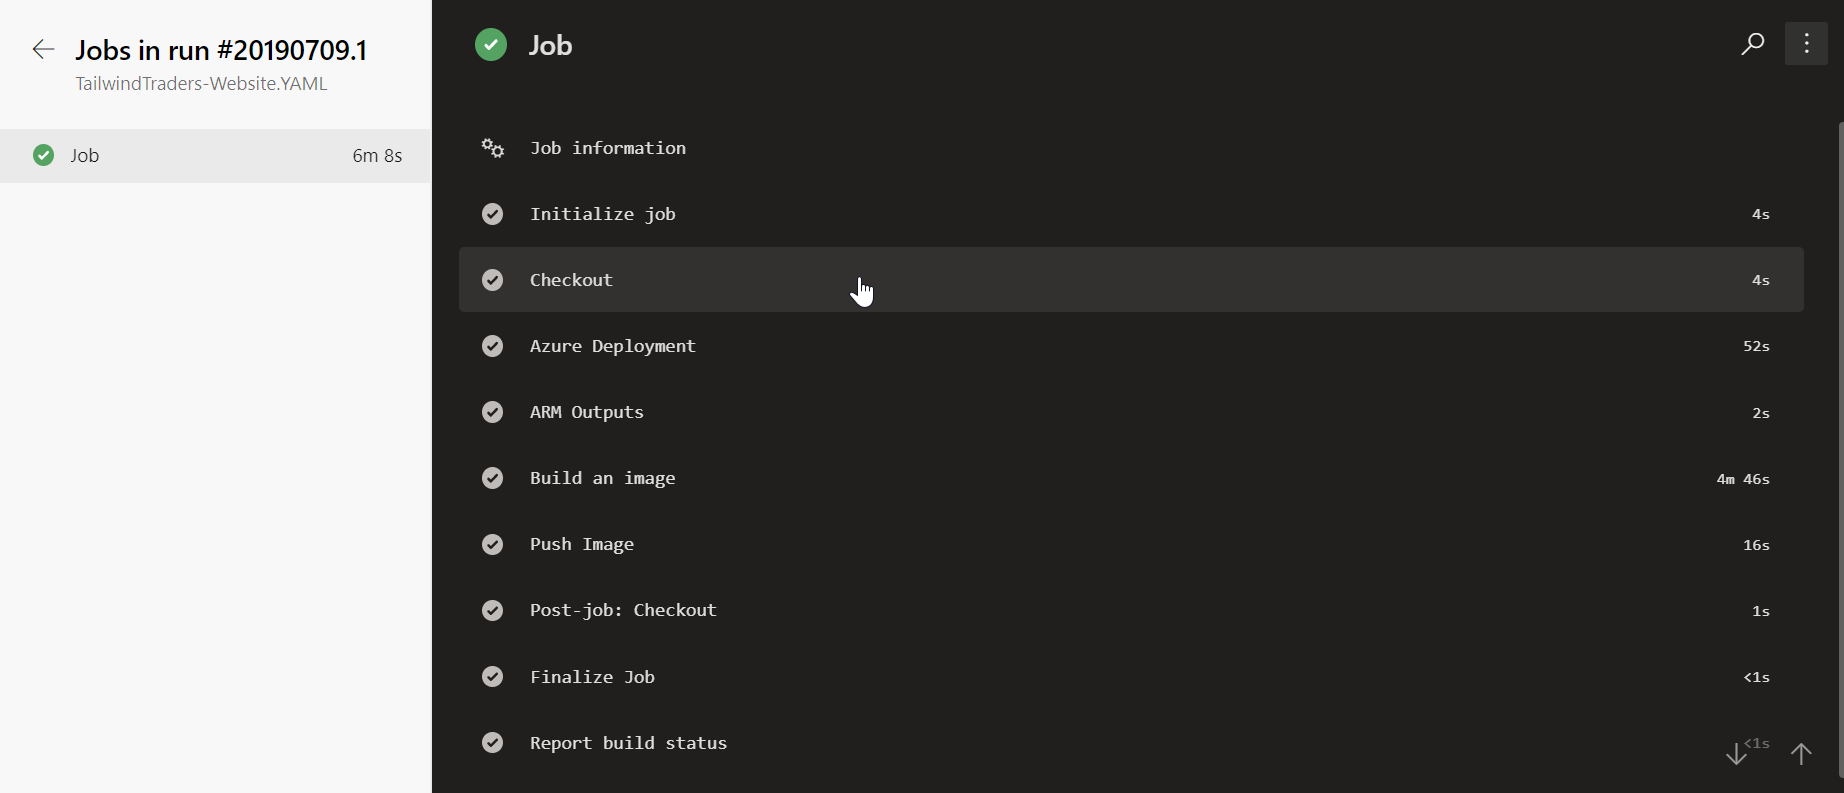 Jobs in run #20190709.1
TailwindTraders-Website.YAML
Job 6m 8s
Job
Job information
Initialize job 4s
Checkout 4s
Azure Deployment 52s
ARM Outputs 2s
Build an image 4m 46s
Push Image 16s
Post-job: Checkout 1s
Finalize Job <1s
Report build status <1s